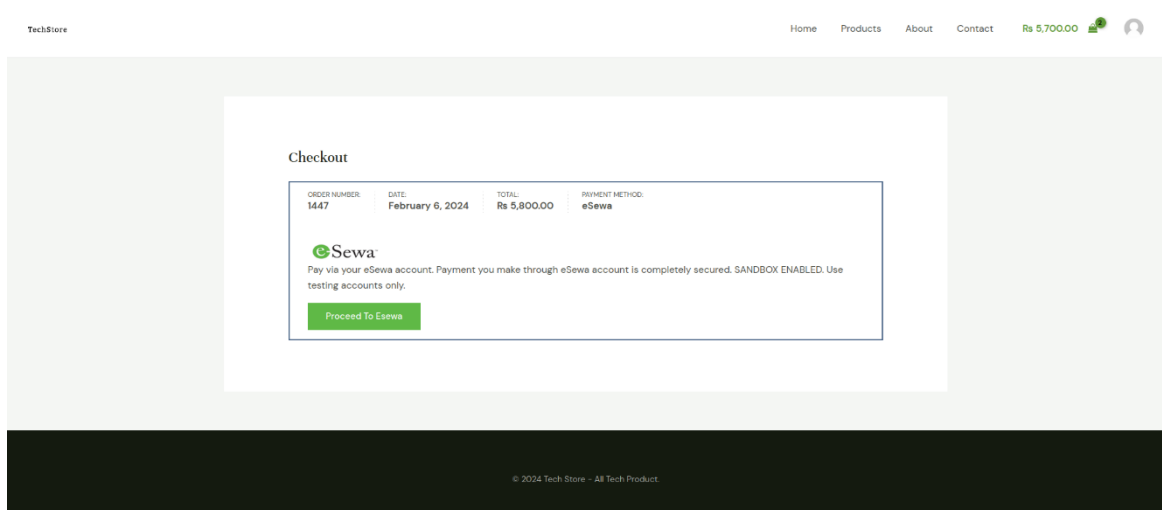 TechStore
Home Products About Contact Rs 5,700.00 2
Checkout
ORDER NUMBER: DATE: TOTAL: PAYMENT METHOD:
1447 February 6, 2024 Rs 5,800.00 eSewa
eSewa
Pay via your eSewa account. Payment you make through eSewa account is completely secured. SANDBOX ENABLED. Use
testing accounts only.
Proceed To Esewa
© 2024 Tech Store - All Tech Product.